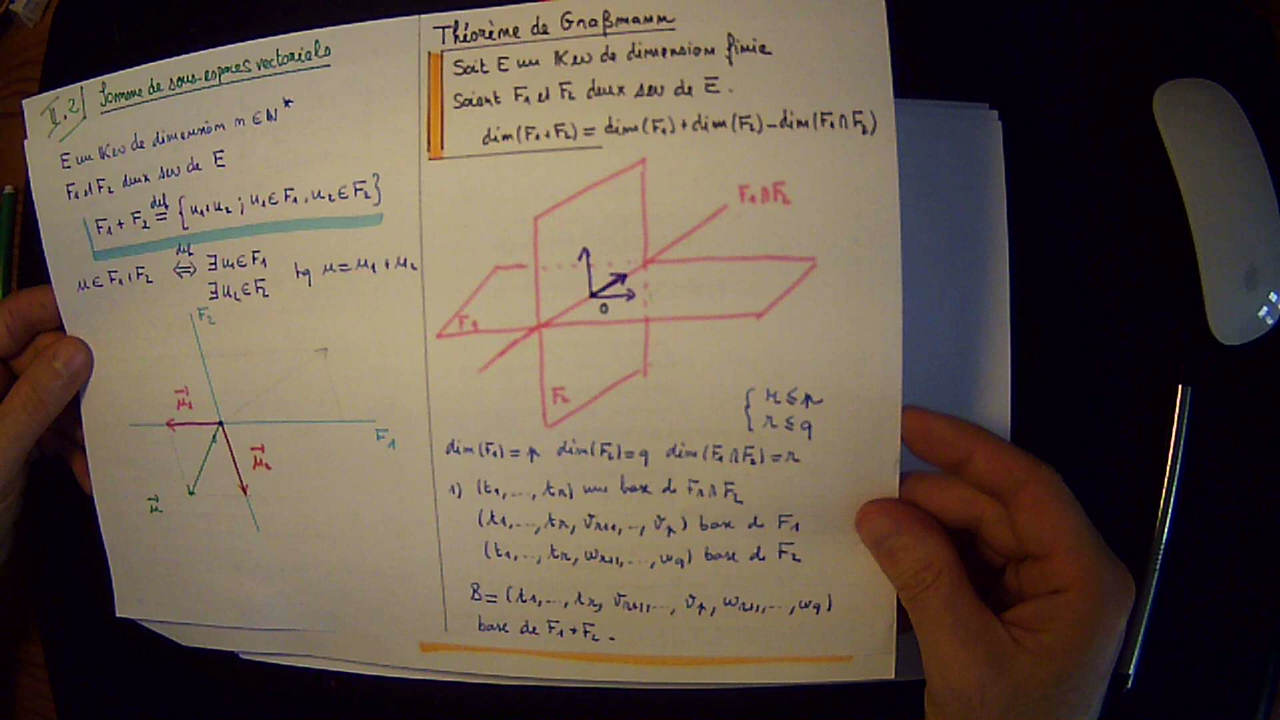 II.2] Somme de sous-espaces vectoriels
E un Kev de dimension n ∈ N*
F1 et F2 deux sev de E
F1 + F2 def= {u1+u2 ; u1 ∈ F1, u2 ∈ F2}
u ∈ F1+F2 def⇔ ∃u1 ∈ F1 tq u = u1 + u2
∃u2 ∈ F2
F2
u1
F1
u2
u
Théorème de Graßmann
Soit E un Kev de dimension finie
Soient F1 et F2 deux sev de E.
dim(F1+F2) = dim(F1)+dim(F2)-dim(F1∩F2)
F1∩F2
0
F1
F2
{ r ≤ p
{ r ≤ q
dim(F1)=p dim(F2)=q dim(F1∩F2)=r
1) (t1,...,tr) une base de F1∩F2
(t1,...,tr, vr+1,...,vp) base de F1
(t1,...,tr, wr+1,...,wq) base de F2
B=(t1,...,tr, vr+1,..., vp, wr+1,...,wq)
base de F1+F2.